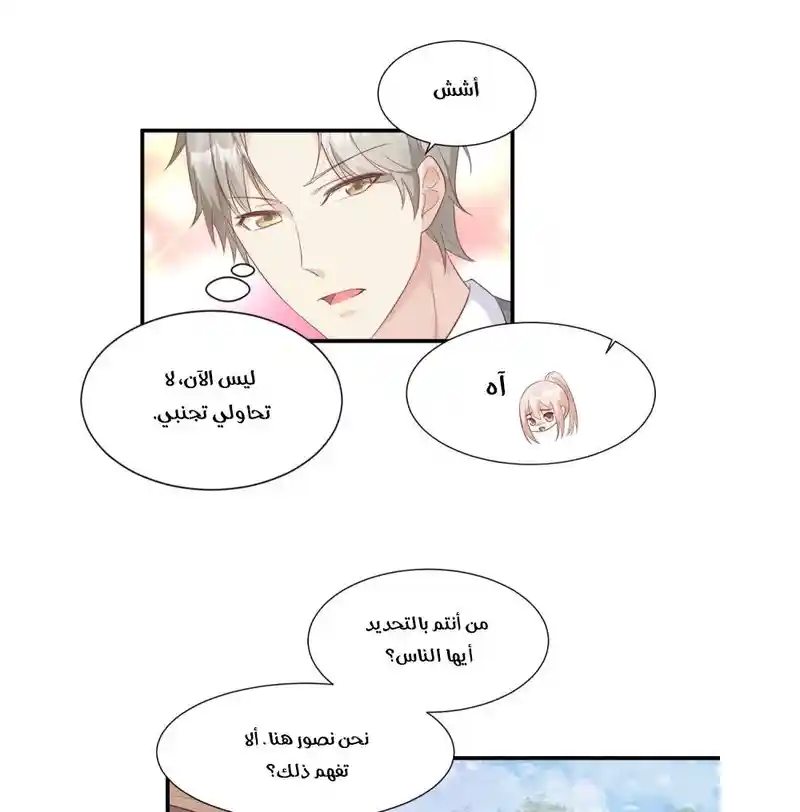 أشش
آه
ليس الآن، لا
تحاولي تجنبي.
من أنتم بالتحديد
أيها الناس؟
نحن نصور هنا. ألا
تفهم ذلك؟